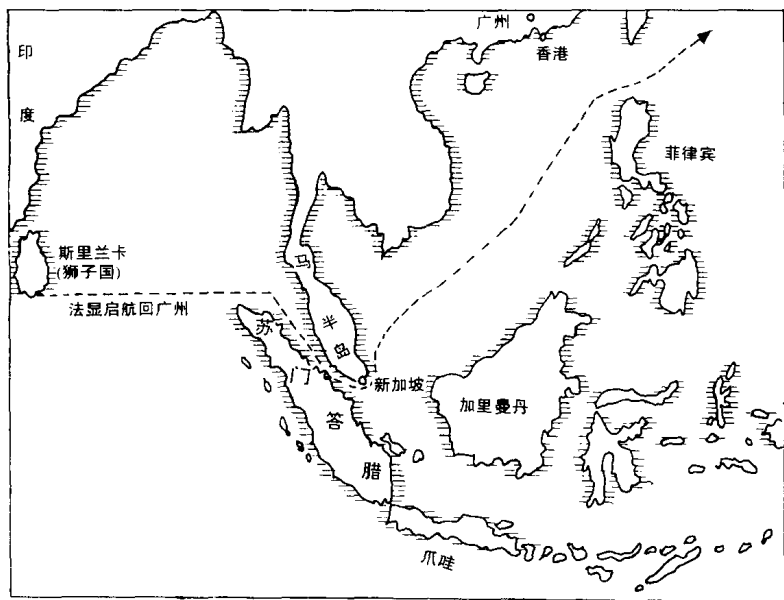 广州
香港
印
度
菲律宾
斯里兰卡
(狮子国)
法显启航回广州
马
半
岛
苏
门
答
腊
新加坡
加里曼丹
爪哇